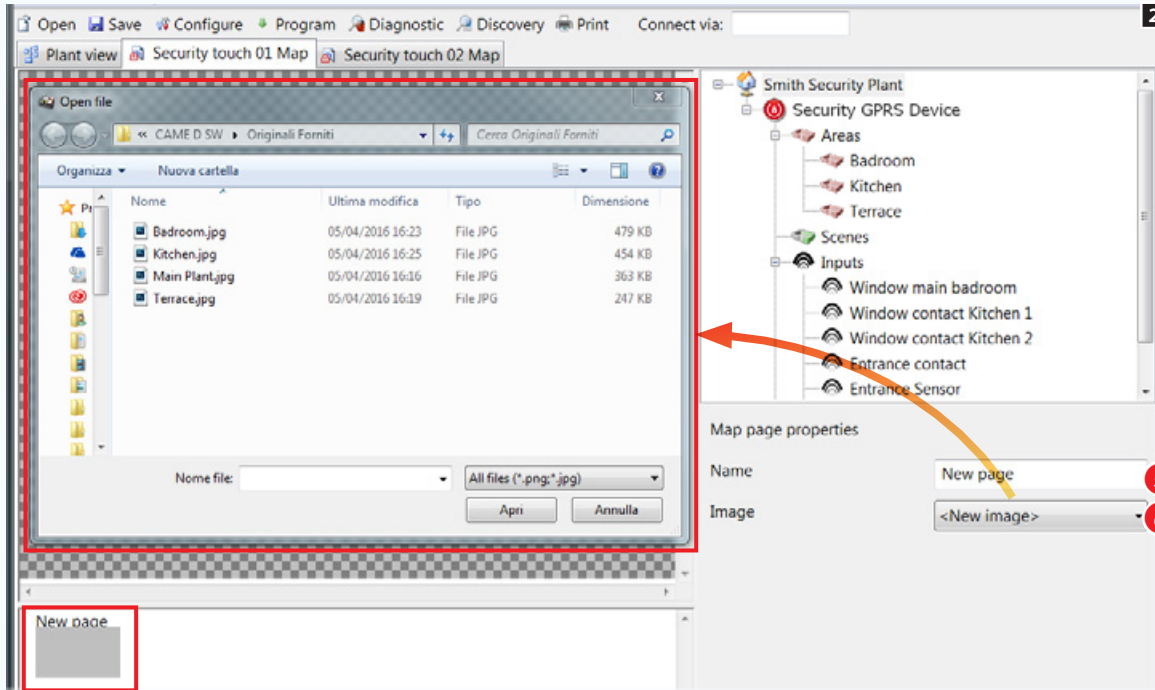 Open Save Configure Program Diagnostic Discovery Print Connect via:
2
Plant view Security touch 01 Map Security touch 02 Map
Open file
« CAME D SW Originali Forniti Cerca Originali Forniti
Organizza Nuova cartella
Nome Ultima modifica Tipo Dimensione
Badroom.jpg 05/04/2016 16:23 File JPG 479 KB
Kitchen.jpg 05/04/2016 16:25 File JPG 454 KB
Main Plant.jpg 05/04/2016 16:16 File JPG 363 KB
Terrace.jpg 05/04/2016 16:19 File JPG 247 KB
Nome file: All files (*.png;*.jpg)
Apri Annulla
New page
Smith Security Plant
Security GPRS Device
Areas
Badroom
Kitchen
Terrace
Scenes
Inputs
Window main badroom
Window contact Kitchen 1
Window contact Kitchen 2
Entrance contact
Entrance Sensor
Map page properties
Name New page
Image <New image>